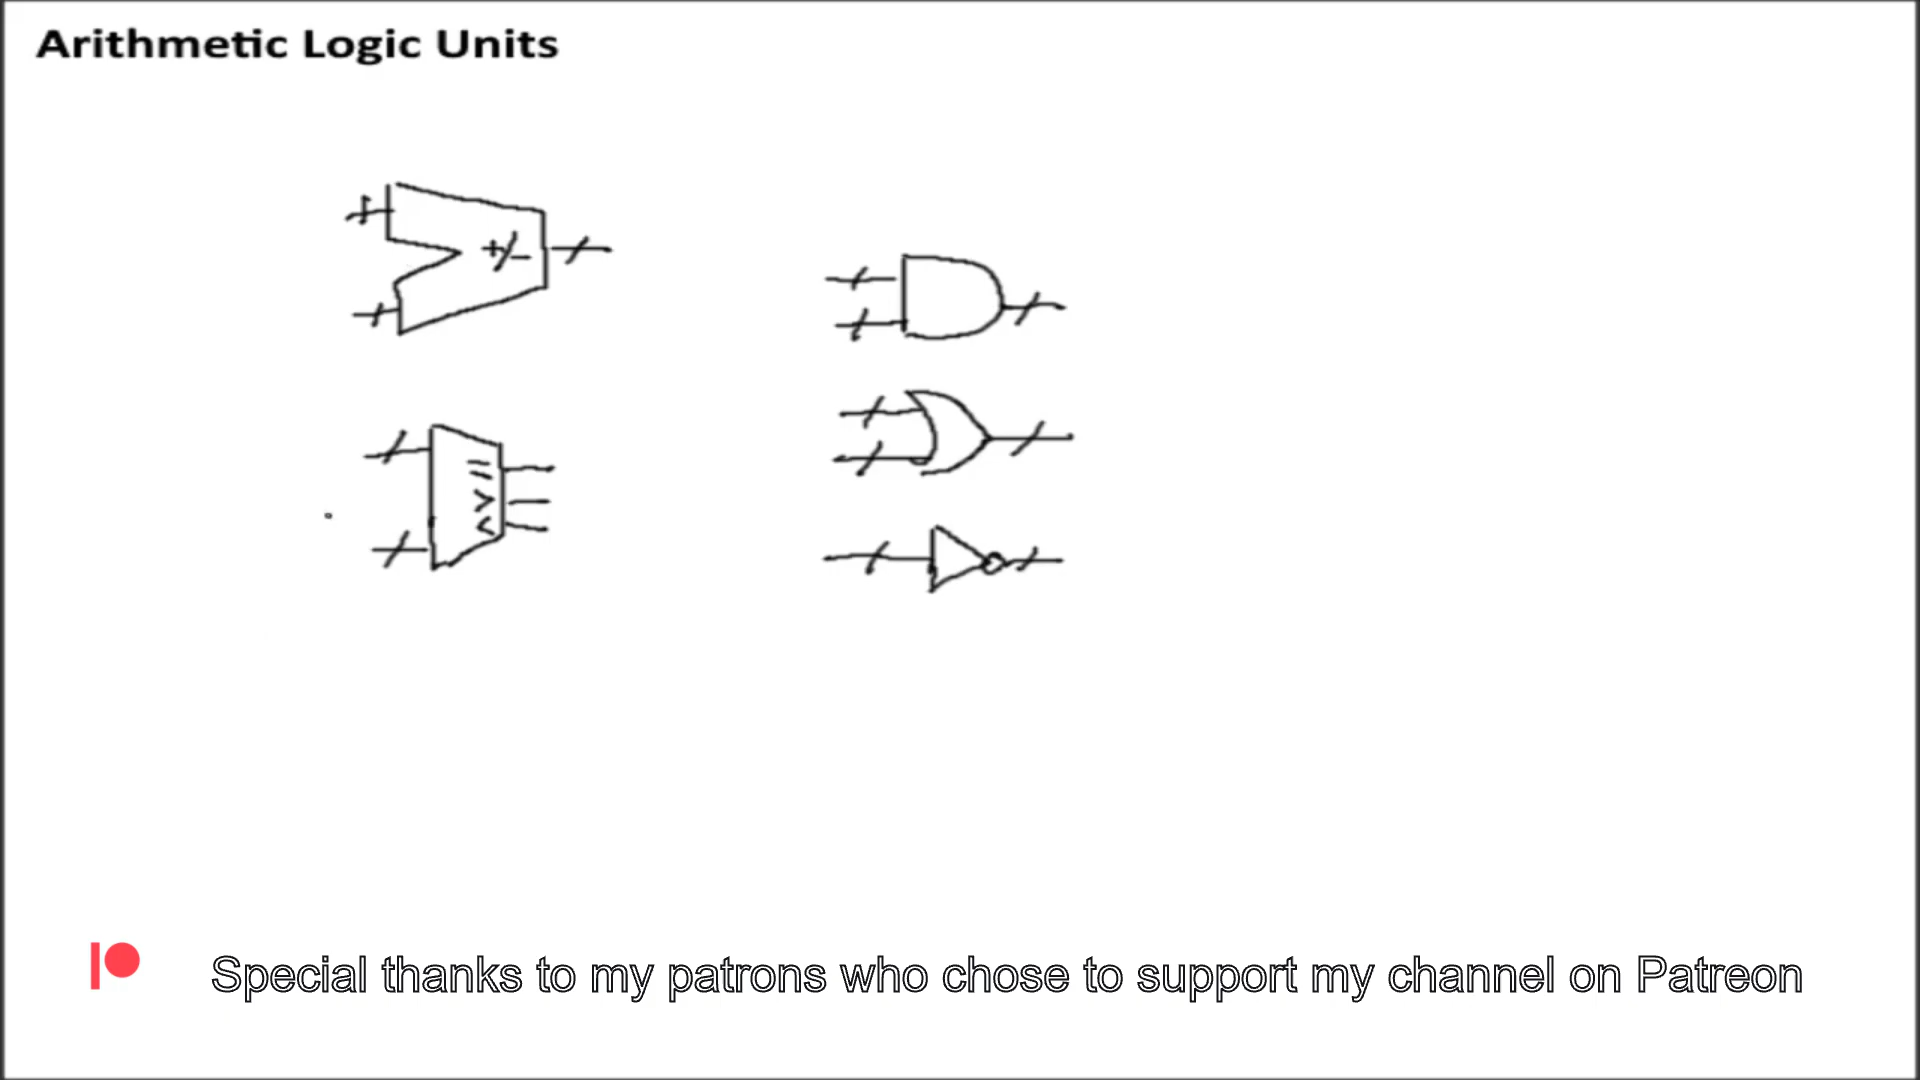 Arithmetic Logic Units
+/-
=
>
<
Special thanks to my patrons who chose to support my channel on Patreon